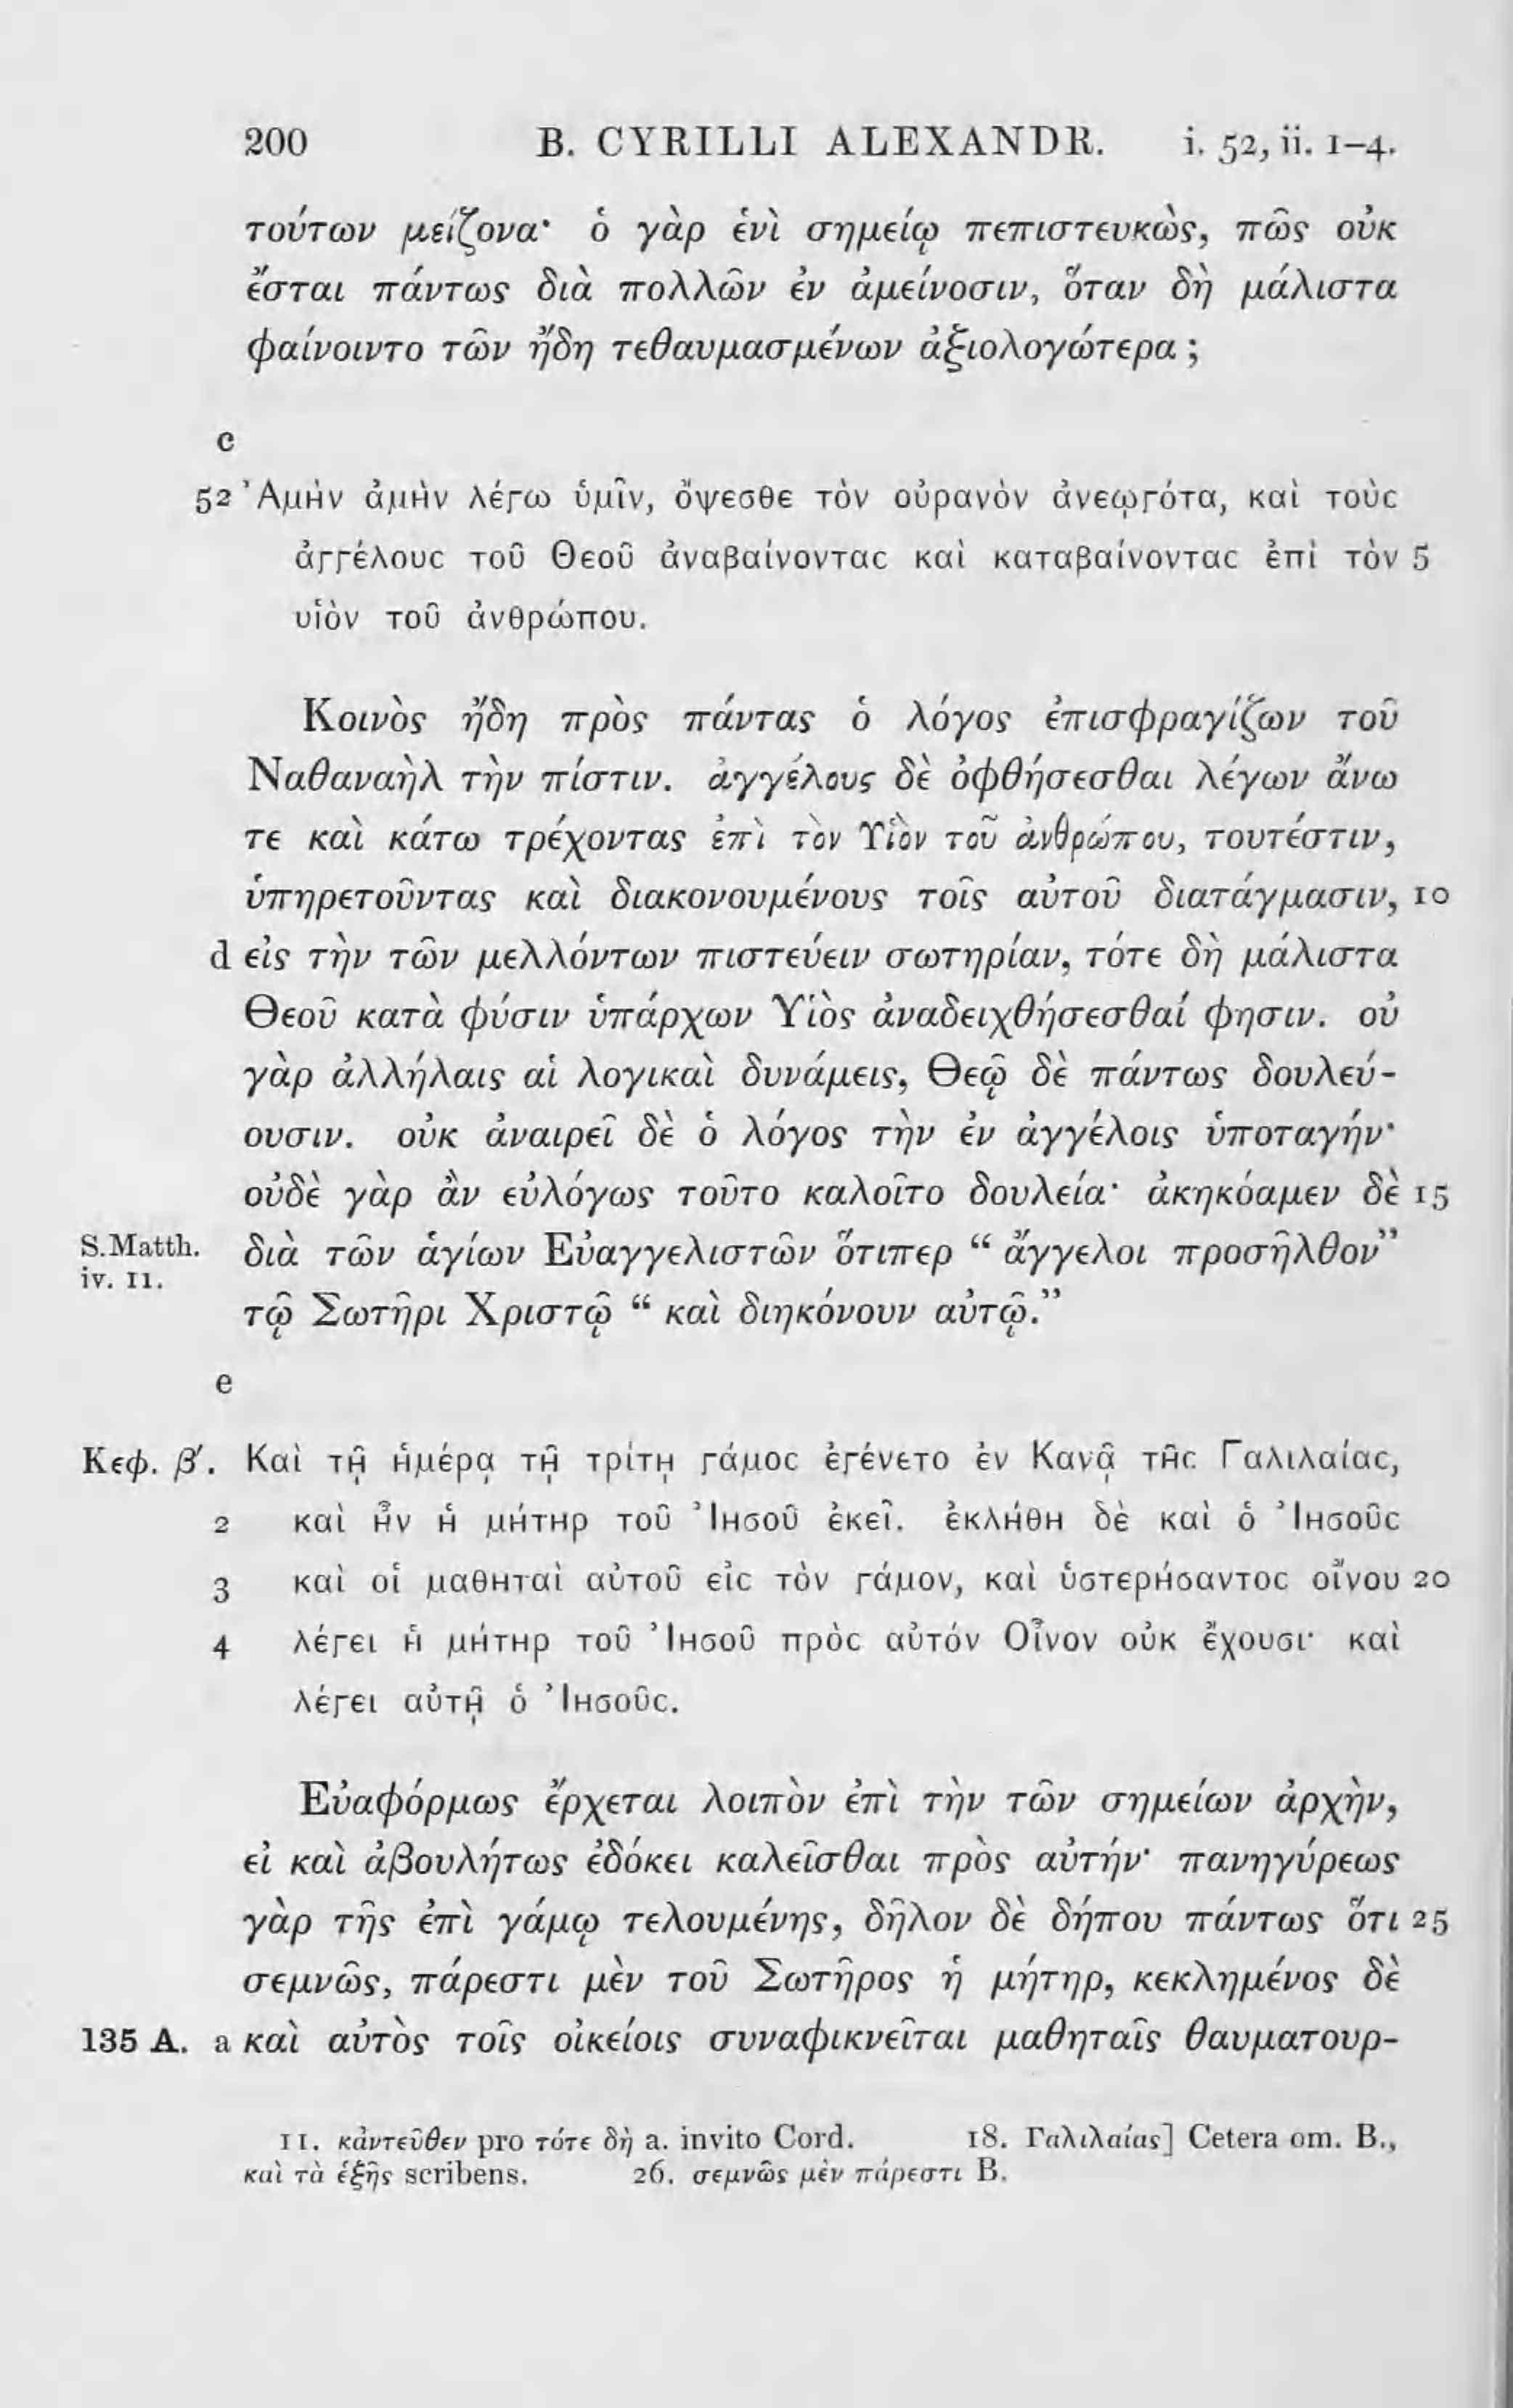 200 B. CYRILLI ALEXANDR. i. 52, ii. 1–4.
τούτων μείζονα· ὁ γὰρ ἑνὶ σημείῳ πεπιστευκὼς, πῶς οὐκ
ἔσται πάντως διὰ πολλῶν ἐν ἀμείνοσιν, ὅταν δὴ μάλιστα
φαίνοιντο τῶν ἤδη τεθαυμασμένων ἀξιολογώτερα ;
c
52 Ἀμὴν ἀμὴν λέγω ὑμῖν, ὄψεσθε τὸν οὐρανὸν ἀνεῳγότα, καὶ τοὺς
ἀγγέλους τοῦ Θεοῦ ἀναβαίνοντας καὶ καταβαίνοντας ἐπὶ τὸν 5
υἱὸν τοῦ ἀνθρώπου.
Κοινὸς ἤδη πρὸς πάντας ὁ λόγος ἐπισφραγίζων τοῦ
Ναθαναὴλ τὴν πίστιν. ἀγγέλους δὲ ὀφθήσεσθαι λέγων ἄνω
τε καὶ κάτω τρέχοντας ἐπὶ τὸν Υἱὸν τοῦ ἀνθρώπου, τουτέστιν,
ὑπηρετοῦντας καὶ διακονουμένους τοῖς αὐτοῦ διατάγμασιν, 10
d εἰς τὴν τῶν μελλόντων πιστεύειν σωτηρίαν, τότε δὴ μάλιστα
Θεοῦ κατὰ φύσιν ὑπάρχων Υἱὸς ἀναδειχθήσεσθαί φησιν. οὐ
γὰρ ἀλλήλαις αἱ λογικαὶ δυνάμεις, Θεῷ δὲ πάντως δουλεύ-
ουσιν. οὐκ ἀναιρεῖ δὲ ὁ λόγος τὴν ἐν ἀγγέλοις ὑποταγήν·
οὐδὲ γὰρ ἂν εὐλόγως τοῦτο καλοῖτο δουλεία· ἀκηκόαμεν δὲ 15
S. Matth. διὰ τῶν ἁγίων Εὐαγγελιστῶν ὅτιπερ “ ἄγγελοι προσῆλθον”
iv. 11.
τῷ Σωτῆρι Χριστῷ “ καὶ διηκόνουν αὐτῷ.”
e
Κεφ. β′. Καὶ τῇ ἡμέρᾳ τῇ τρίτῃ γάμος ἐγένετο ἐν Κανᾷ τῆς Γαλιλαίας,
2 καὶ ἦν ἡ μήτηρ τοῦ Ἰησοῦ ἐκεῖ. ἐκλήθη δὲ καὶ ὁ Ἰησοῦς
3 καὶ οἱ μαθηταὶ αὐτοῦ εἰς τὸν γάμον, καὶ ὑστερήσαντος οἴνου 20
4 λέγει ἡ μήτηρ τοῦ Ἰησοῦ πρὸς αὐτόν Οἶνον οὐκ ἔχουσι· καὶ
λέγει αὐτῇ ὁ Ἰησοῦς.
Εὐαφόρμως ἔρχεται λοιπὸν ἐπὶ τὴν τῶν σημείων ἀρχὴν,
εἰ καὶ ἀβουλήτως ἐδόκει καλεῖσθαι πρὸς αὐτήν· πανηγύρεως
γὰρ τῆς ἐπὶ γάμῳ τελουμένης, δῆλον δὲ δήπου πάντως ὅτι 25
σεμνῶς, πάρεστι μὲν τοῦ Σωτῆρος ἡ μήτηρ, κεκλημένος δὲ
135 A. a καὶ αὐτὸς τοῖς οἰκείοις συναφικνεῖται μαθηταῖς θαυματουρ-
11. κἀντεῦθεν pro τότε δὴ a. invito Cord. 18. Γαλιλαίας] Cetera om. B.,
καὶ τὰ ἑξῆς scribens. 26. σεμνῶς μὲν πάρεστι B.